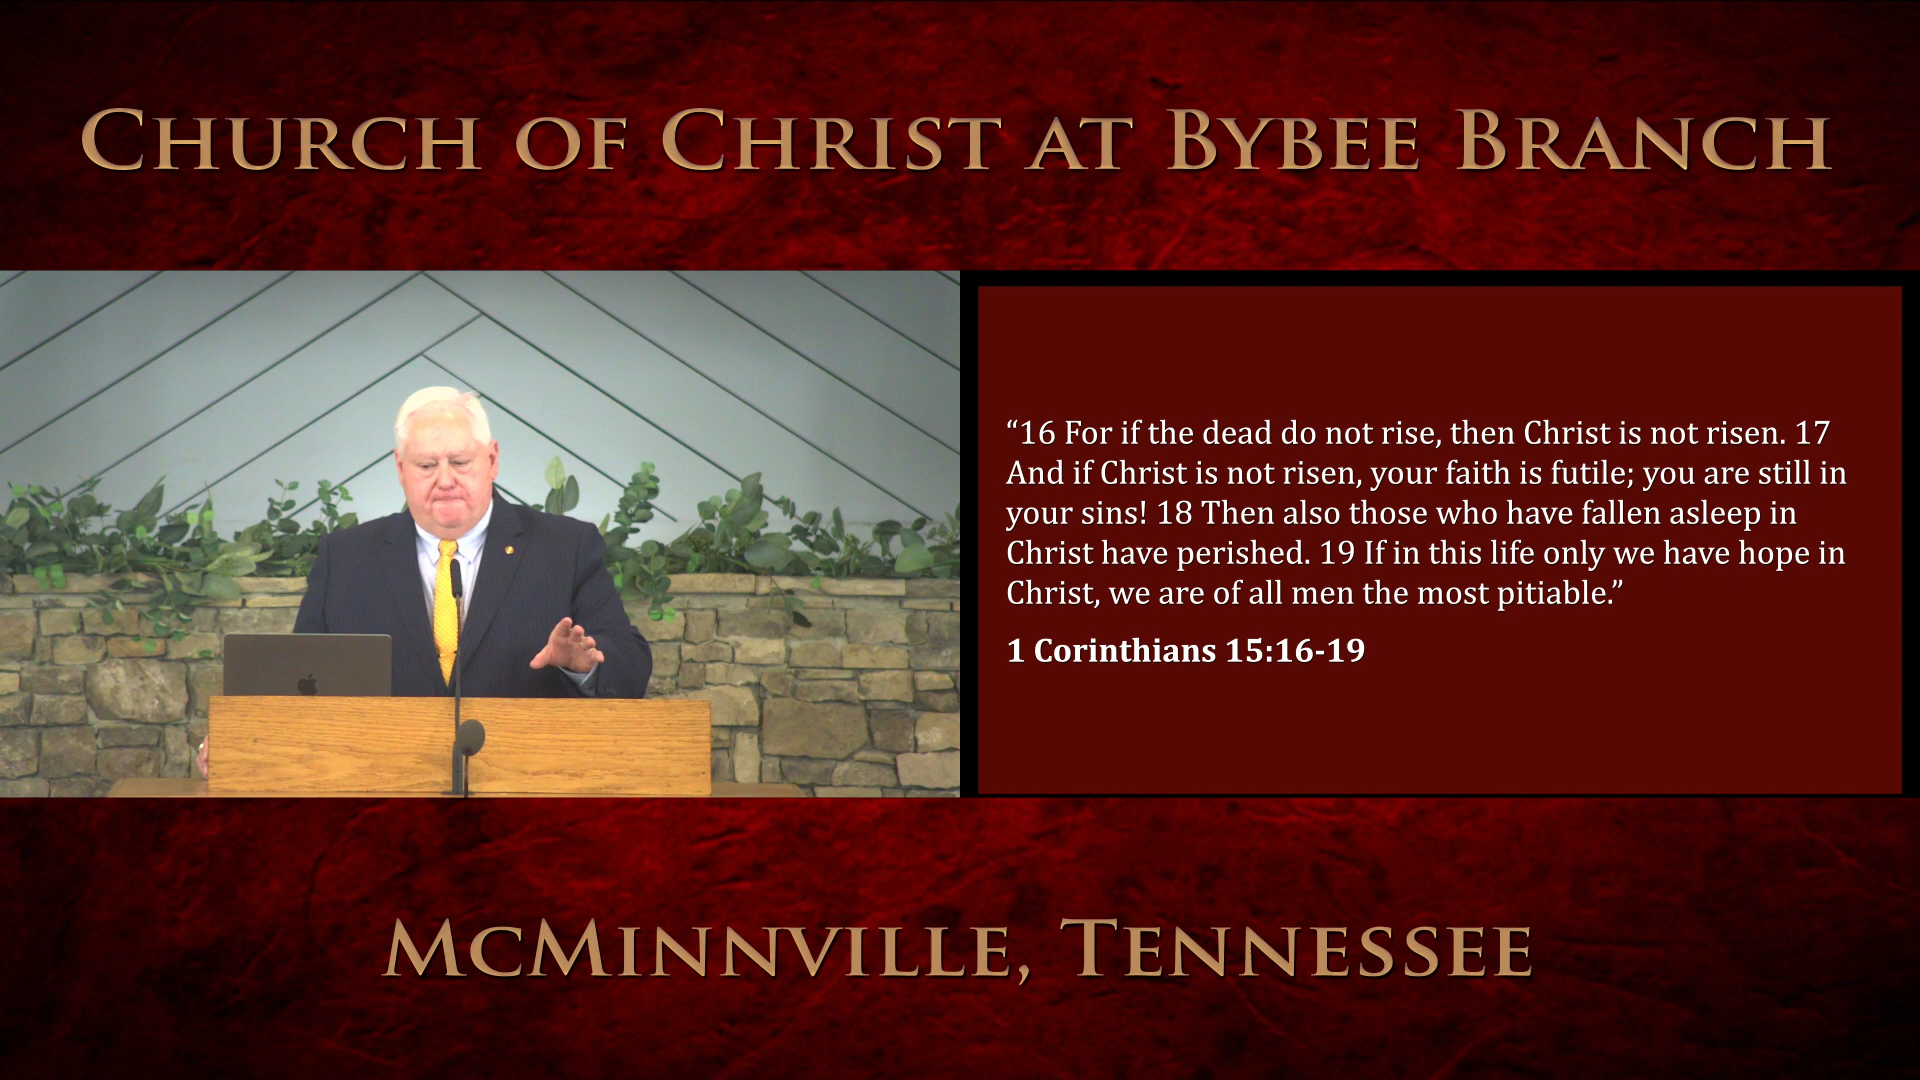 Church of Christ at Bybee Branch
“16 For if the dead do not rise, then Christ is not risen. 17
And if Christ is not risen, your faith is futile; you are still in
your sins! 18 Then also those who have fallen asleep in
Christ have perished. 19 If in this life only we have hope in
Christ, we are of all men the most pitiable.”
1 Corinthians 15:16-19
McMinnville, Tennessee